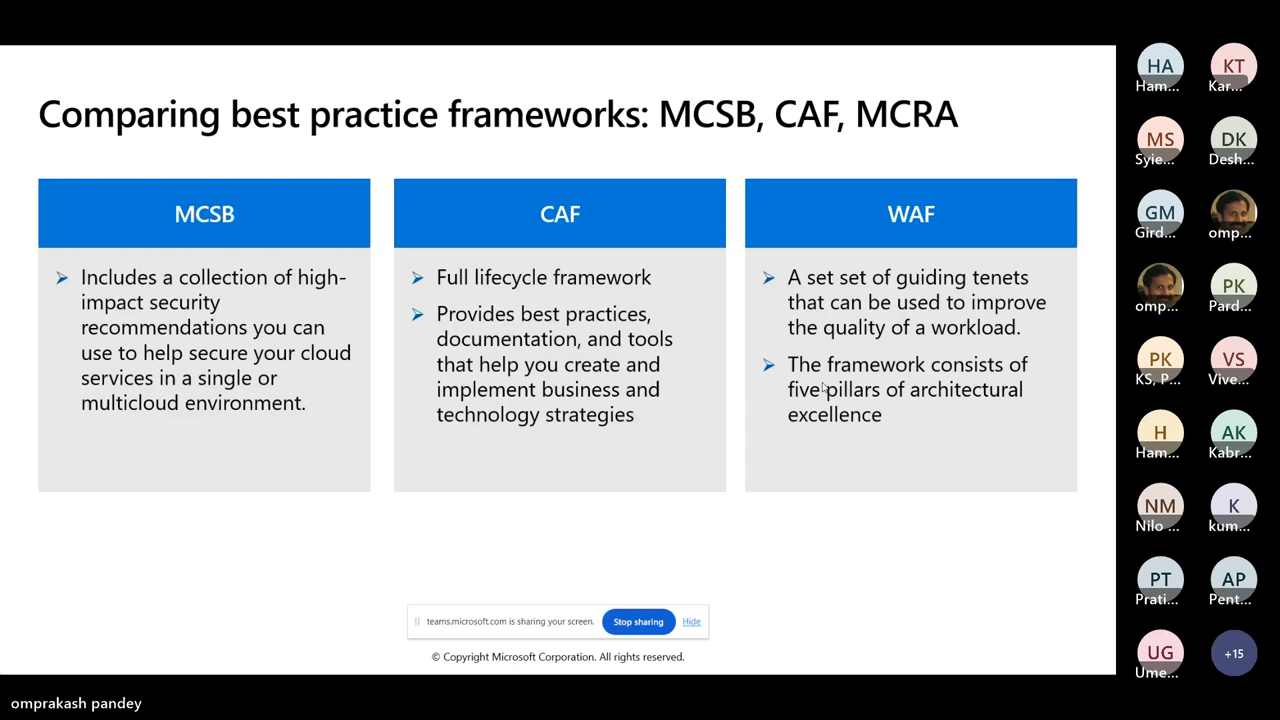 Comparing best practice frameworks: MCSB, CAF, MCRA
MCSB
Includes a collection of high-
impact security
recommendations you can
use to help secure your cloud
services in a single or
multicloud environment.
CAF
Full lifecycle framework
Provides best practices,
documentation, and tools
that help you create and
implement business and
technology strategies
WAF
A set set of guiding tenets
that can be used to improve
the quality of a workload.
The framework consists of
five pillars of architectural
excellence
teams.microsoft.com is sharing your screen. Stop sharing Hide
© Copyright Microsoft Corporation. All rights reserved.
omprakash pandey
HA KT
Ham... Kar...
MS DK
Syie... Desh...
GM
Gird... omp...
PK
omp... Pard...
PK VS
KS, P... Vive...
H AK
Ham... Kabr...
NM K
Nilo ... kum...
PT AP
Prati... Pent...
UG +15
Ume...